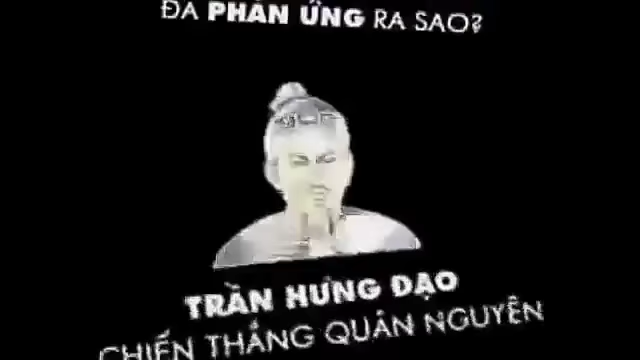 ĐÃ PHẢN ỨNG RA SAO?
TRẦN HƯNG ĐẠO
CHIẾN THẮNG QUÂN NGUYÊN